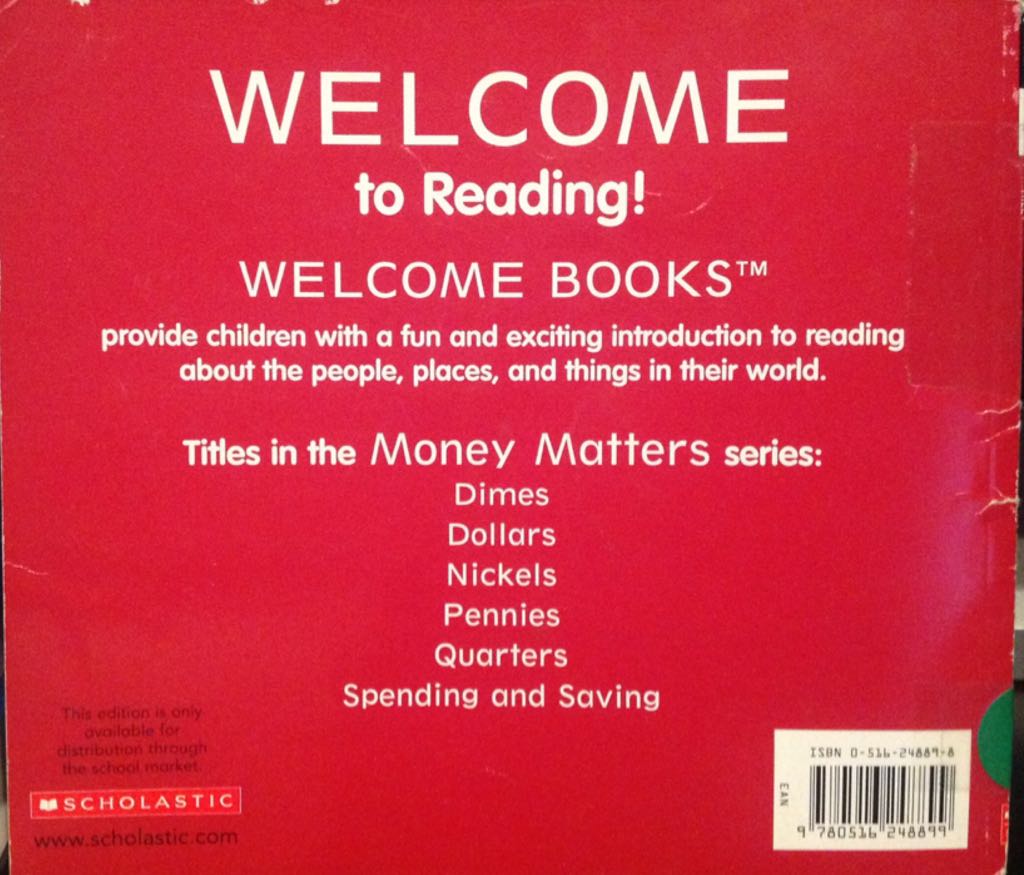 WELCOME
to Reading!
WELCOME BOOKS™
provide children with a fun and exciting introduction to reading
about the people, places, and things in their world.
Titles in the Money Matters series:
Dimes
Dollars
Nickels
Pennies
Quarters
Spending and Saving
This edition is only
available for
distribution through
the school market.
SCHOLASTIC
www.scholastic.com
ISBN 0-516-24889-8
EAN
9 780516 248899